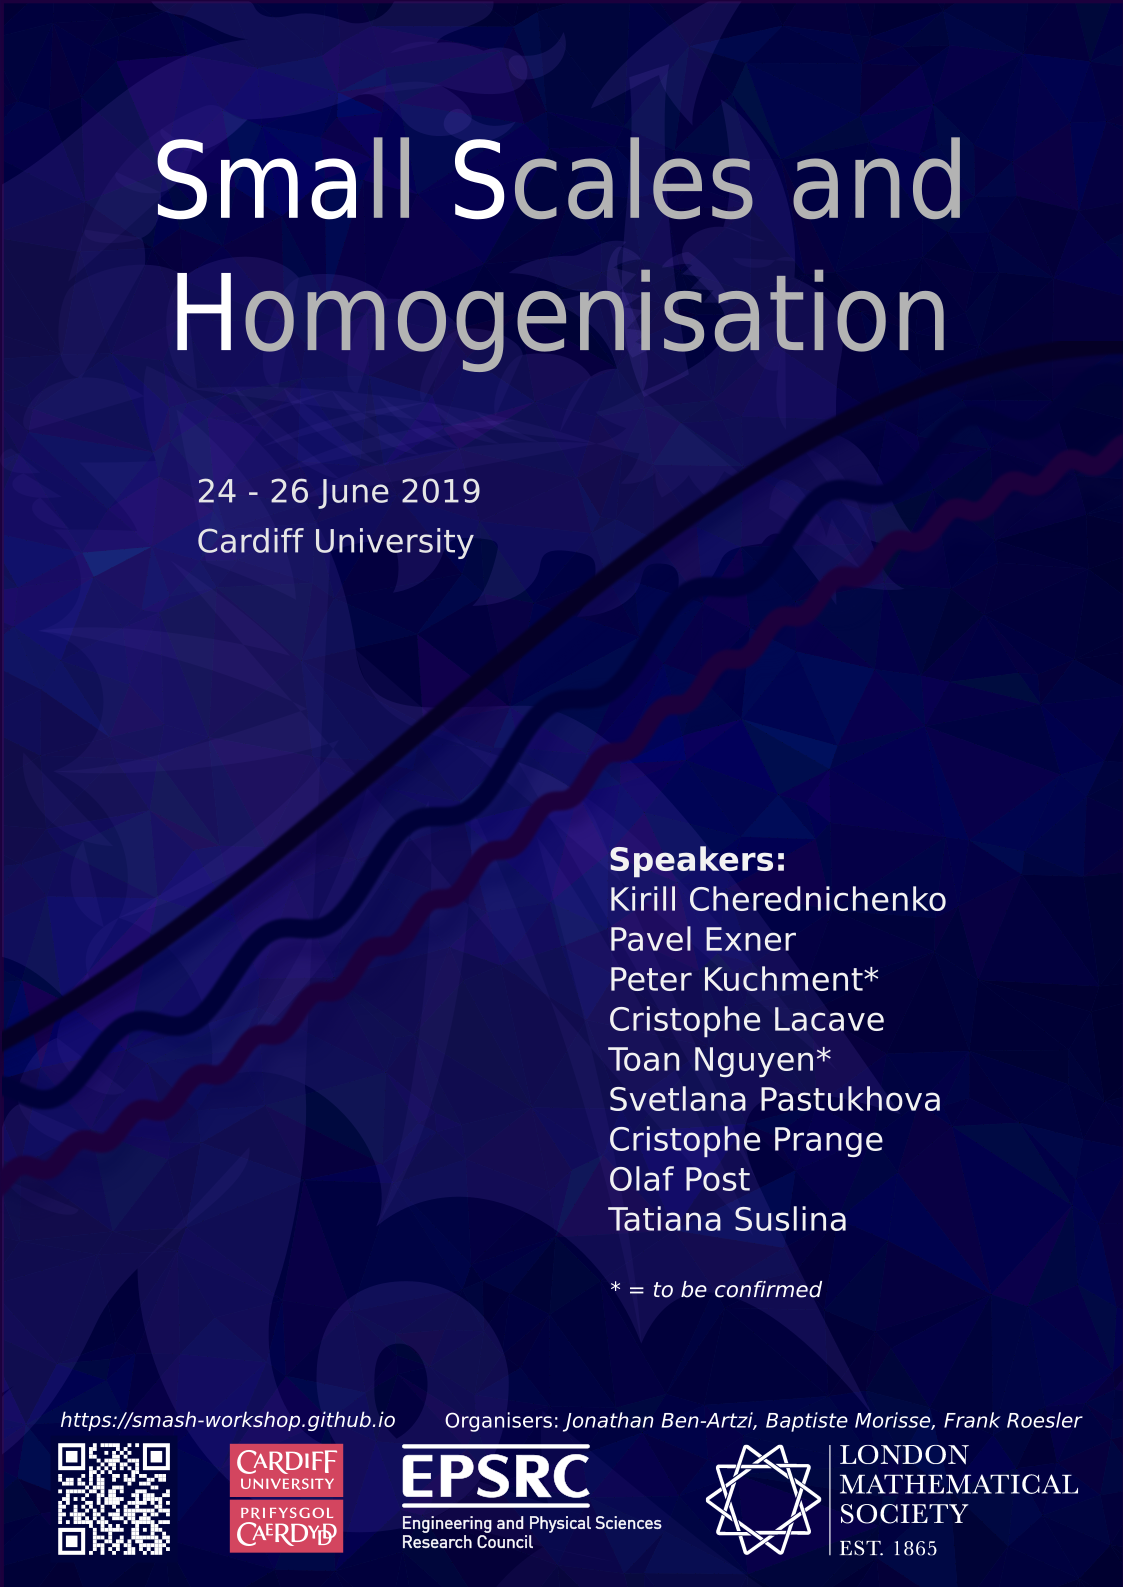 Small Scales and
Homogenisation
24 - 26 June 2019
Cardiff University
Speakers:
Kirill Cherednichenko
Pavel Exner
Peter Kuchment*
Cristophe Lacave
Toan Nguyen*
Svetlana Pastukhova
Cristophe Prange
Olaf Post
Tatiana Suslina
* = to be confirmed
https://smash-workshop.github.io
Organisers: Jonathan Ben-Artzi, Baptiste Morisse, Frank Roesler
CARDIFF
UNIVERSITY
PRIFYSGOL
CAERDYDD
EPSRC
Engineering and Physical Sciences
Research Council
LONDON
MATHEMATICAL
SOCIETY
EST. 1865